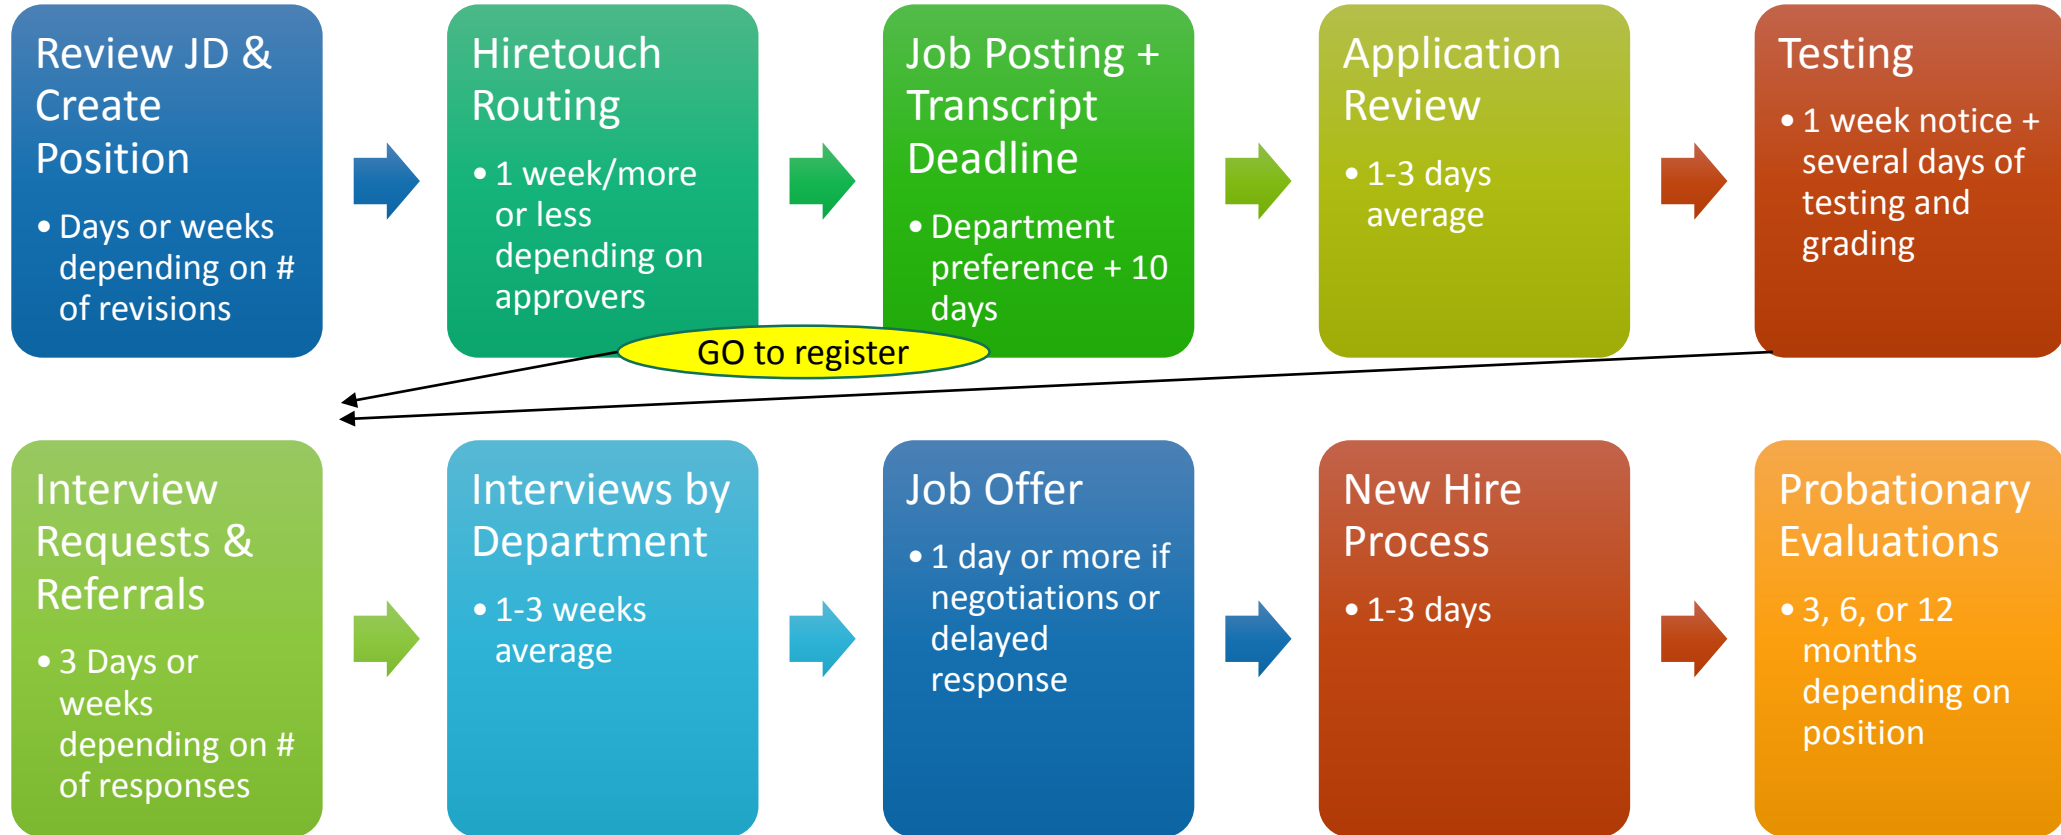 Review JD &
Create
Position
• Days or weeks
depending on #
of revisions
Hiretouch
Routing
• 1 week/more
or less
depending on
approvers
Job Posting +
Transcript
Deadline
• Department
preference + 10
days
Application
Review
• 1-3 days
average
Testing
• 1 week notice +
several days of
testing and
grading
GO to register
Interview
Requests &
Referrals
• 3 Days or
weeks
depending on #
of responses
Interviews by
Department
• 1-3 weeks
average
Job Offer
• 1 day or more if
negotiations or
delayed
response
New Hire
Process
• 1-3 days
Probationary
Evaluations
• 3, 6, or 12
months
depending on
position